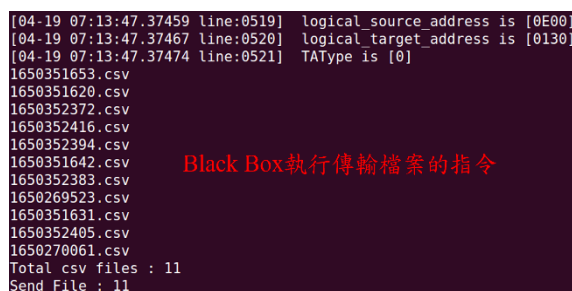 [04-19 07:13:47.37459 line:0519]  logical_source_address is [0E00]
[04-19 07:13:47.37467 line:0520]  logical_target_address is [0130]
[04-19 07:13:47.37474 line:0521]  TAType is [0]
1650351653.csv
1650351620.csv
1650352372.csv
1650352416.csv
1650352394.csv
1650351642.csv
Black Box執行傳輸檔案的指令
1650352383.csv
1650269523.csv
1650351631.csv
1650352405.csv
1650270061.csv
Total csv files : 11
Send File : 11